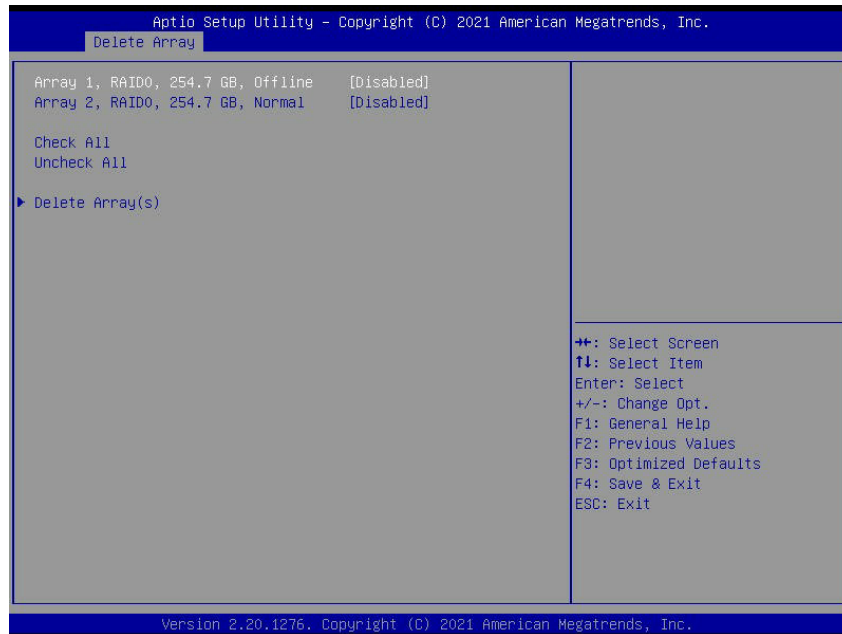 Aptio Setup Utility – Copyright (C) 2021 American Megatrends, Inc.
Delete Array
Array 1, RAID0, 254.7 GB, Offline [Disabled]
Array 2, RAID0, 254.7 GB, Normal [Disabled]
Check All
Uncheck All
Delete Array(s)
→←: Select Screen
↑↓: Select Item
Enter: Select
+/-: Change Opt.
F1: General Help
F2: Previous Values
F3: Optimized Defaults
F4: Save & Exit
ESC: Exit
Version 2.20.1276. Copyright (C) 2021 American Megatrends, Inc.